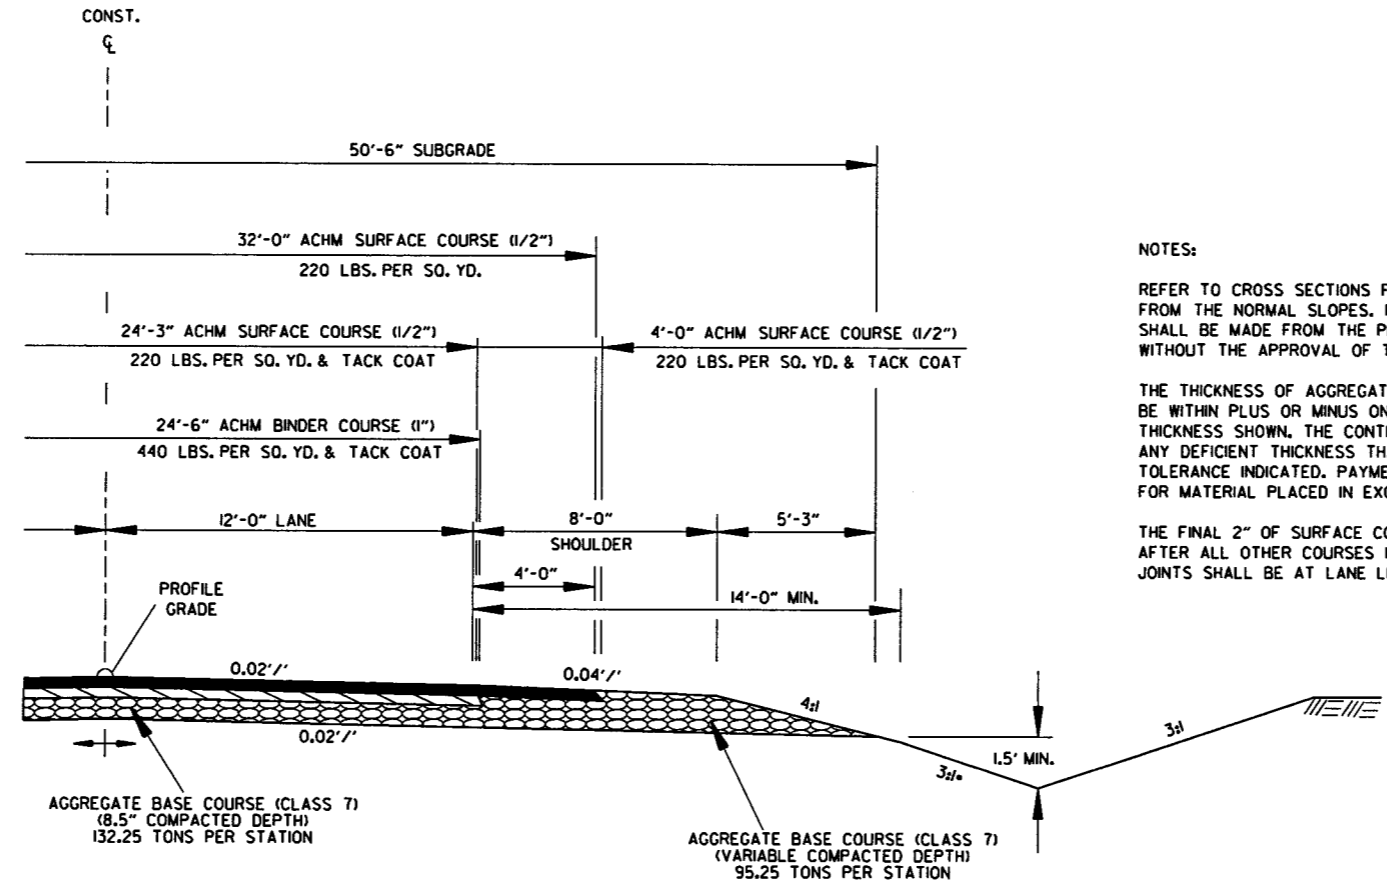 CONST.
℄
50'-6" SUBGRADE
32'-0" ACHM SURFACE COURSE (1/2")
220 LBS. PER SQ. YD.
24'-3" ACHM SURFACE COURSE (1/2")
220 LBS. PER SQ. YD. & TACK COAT
4'-0" ACHM SURFACE COURSE (1/2")
220 LBS. PER SQ. YD. & TACK COAT
24'-6" ACHM BINDER COURSE (1")
440 LBS. PER SQ. YD. & TACK COAT
12'-0" LANE
8'-0"
SHOULDER
5'-3"
4'-0"
14'-0" MIN.
PROFILE
GRADE
0.02'/'
0.04'/'
4:1
0.02'/'
3:1
1.5' MIN.
3:1
AGGREGATE BASE COURSE (CLASS 7)
(8.5" COMPACTED DEPTH)
132.25 TONS PER STATION
AGGREGATE BASE COURSE (CLASS 7)
(VARIABLE COMPACTED DEPTH)
95.25 TONS PER STATION
NOTES:
REFER TO CROSS SECTIONS
FROM THE NORMAL SLOPES.
SHALL BE MADE FROM THE
WITHOUT THE APPROVAL OF
THE THICKNESS OF AGGREGAT
BE WITHIN PLUS OR MINUS ON
THICKNESS SHOWN. THE CONT
ANY DEFICIENT THICKNESS TH
TOLERANCE INDICATED. PAYME
FOR MATERIAL PLACED IN EXC
THE FINAL 2" OF SURFACE CO
AFTER ALL OTHER COURSES
JOINTS SHALL BE AT LANE L